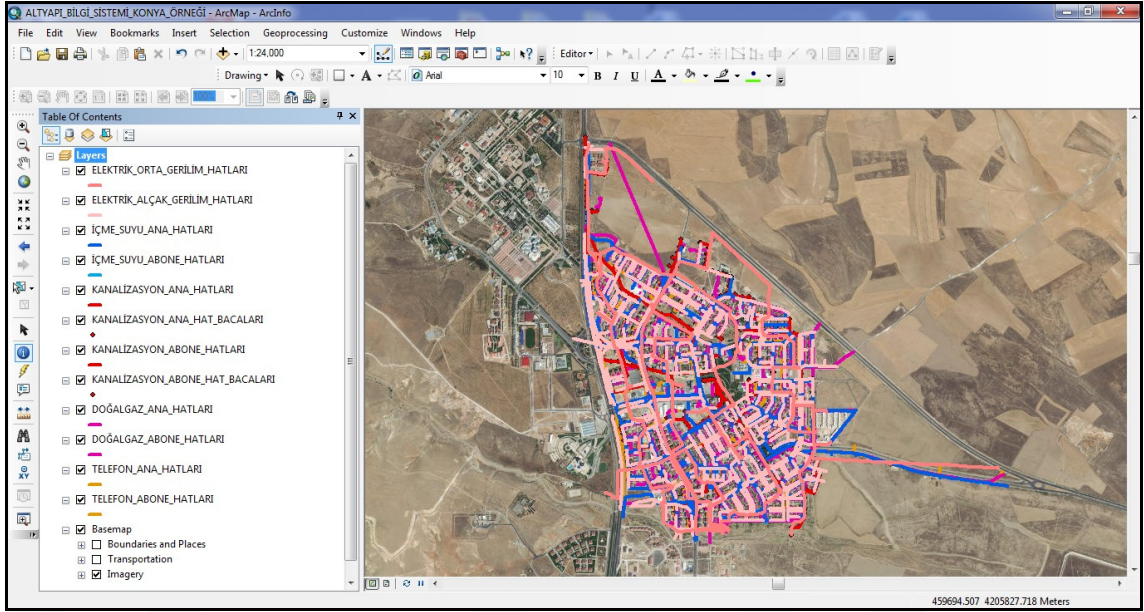 ALTYAPI_BİLGİ_SİSTEMİ_KONYA_ÖRNEĞİ - ArcMap - ArcInfo
File Edit View Bookmarks Insert Selection Geoprocessing Customize Windows Help
1:24,000 Editor
Drawing A Arial 10 B I U A
100%
Table Of Contents
Layers
ELEKTRİK_ORTA_GERİLİM_HATLARI
ELEKTRİK_ALÇAK_GERİLİM_HATLARI
İÇME_SUYU_ANA_HATLARI
İÇME_SUYU_ABONE_HATLARI
KANALİZASYON_ANA_HATLARI
KANALİZASYON_ANA_HAT_BACALARI
KANALİZASYON_ABONE_HATLARI
KANALİZASYON_ABONE_HAT_BACALARI
DOĞALGAZ_ANA_HATLARI
DOĞALGAZ_ABONE_HATLARI
TELEFON_ANA_HATLARI
TELEFON_ABONE_HATLARI
Basemap
Boundaries and Places
Transportation
Imagery
XY
459694.507 4205827.718 Meters